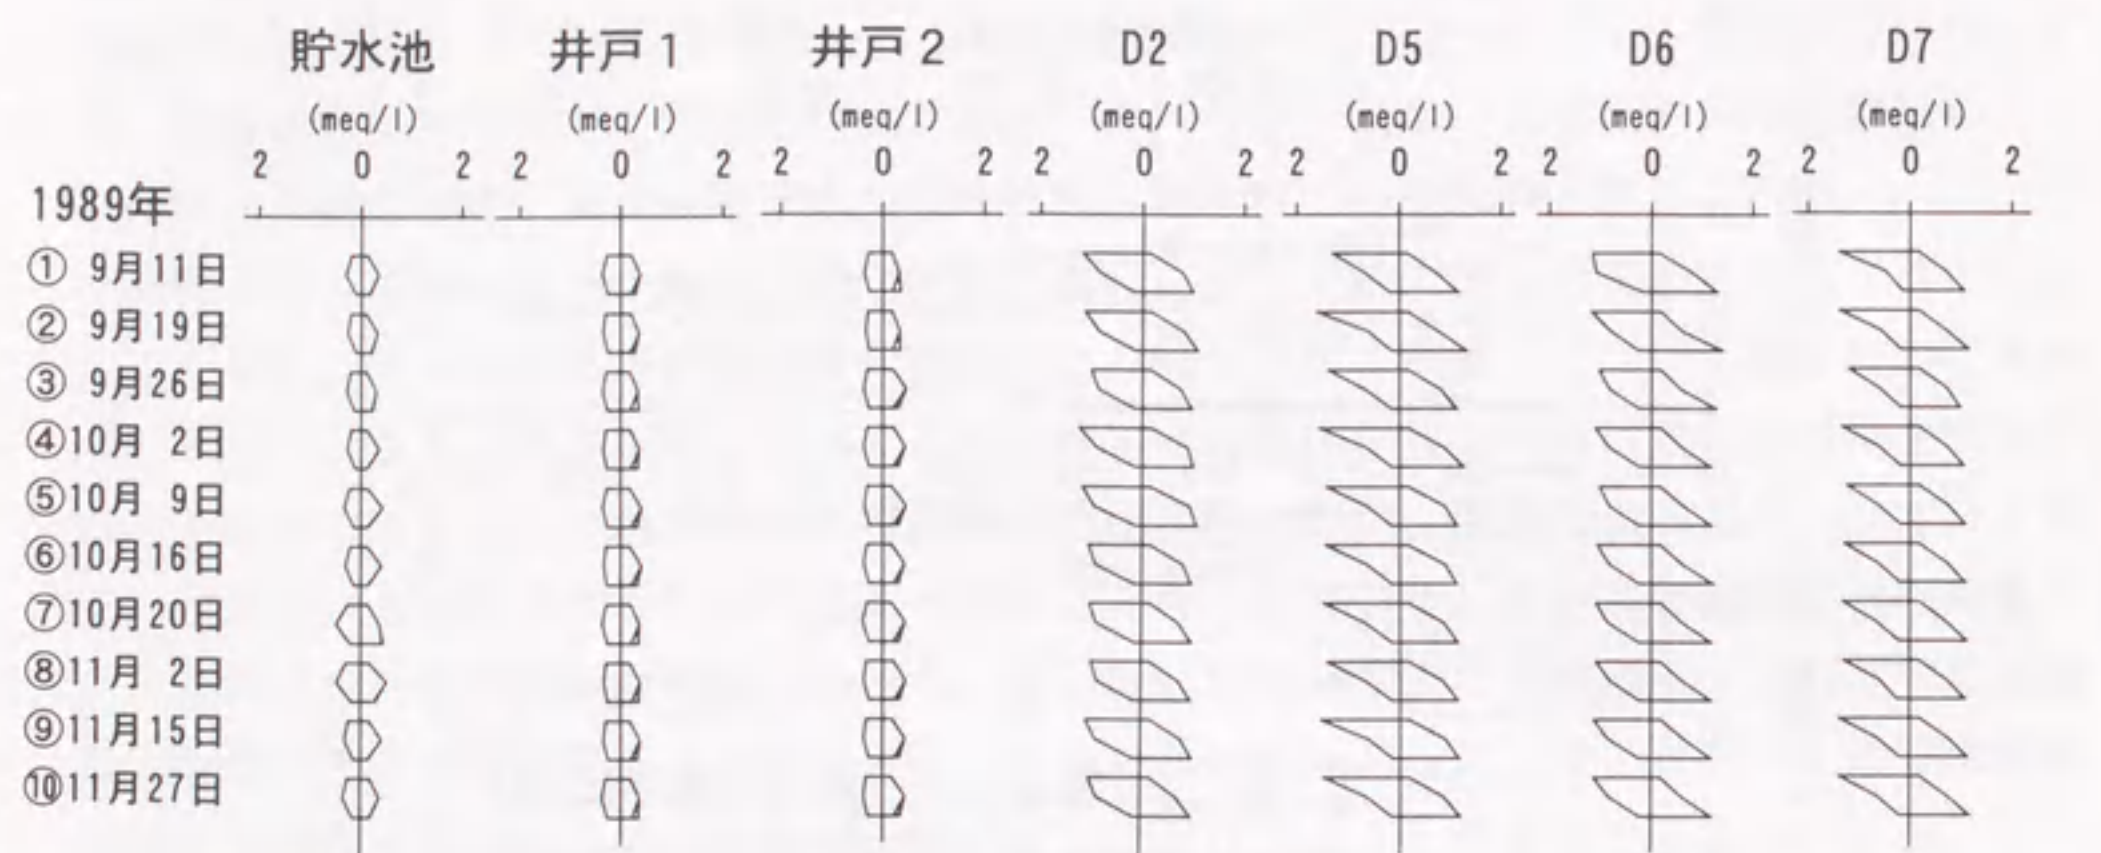 貯水池 井戸1 井戸2 D2 D5 D6 D7
(meq/l) (meq/l) (meq/l) (meq/l) (meq/l) (meq/l) (meq/l)
2 0 2 2 0 2 2 0 2 2 0 2 2 0 2 2 0 2 2 0 2
1989年
① 9月11日
② 9月19日
③ 9月26日
④10月 2日
⑤10月 9日
⑥10月16日
⑦10月20日
⑧11月 2日
⑨11月15日
⑩11月27日